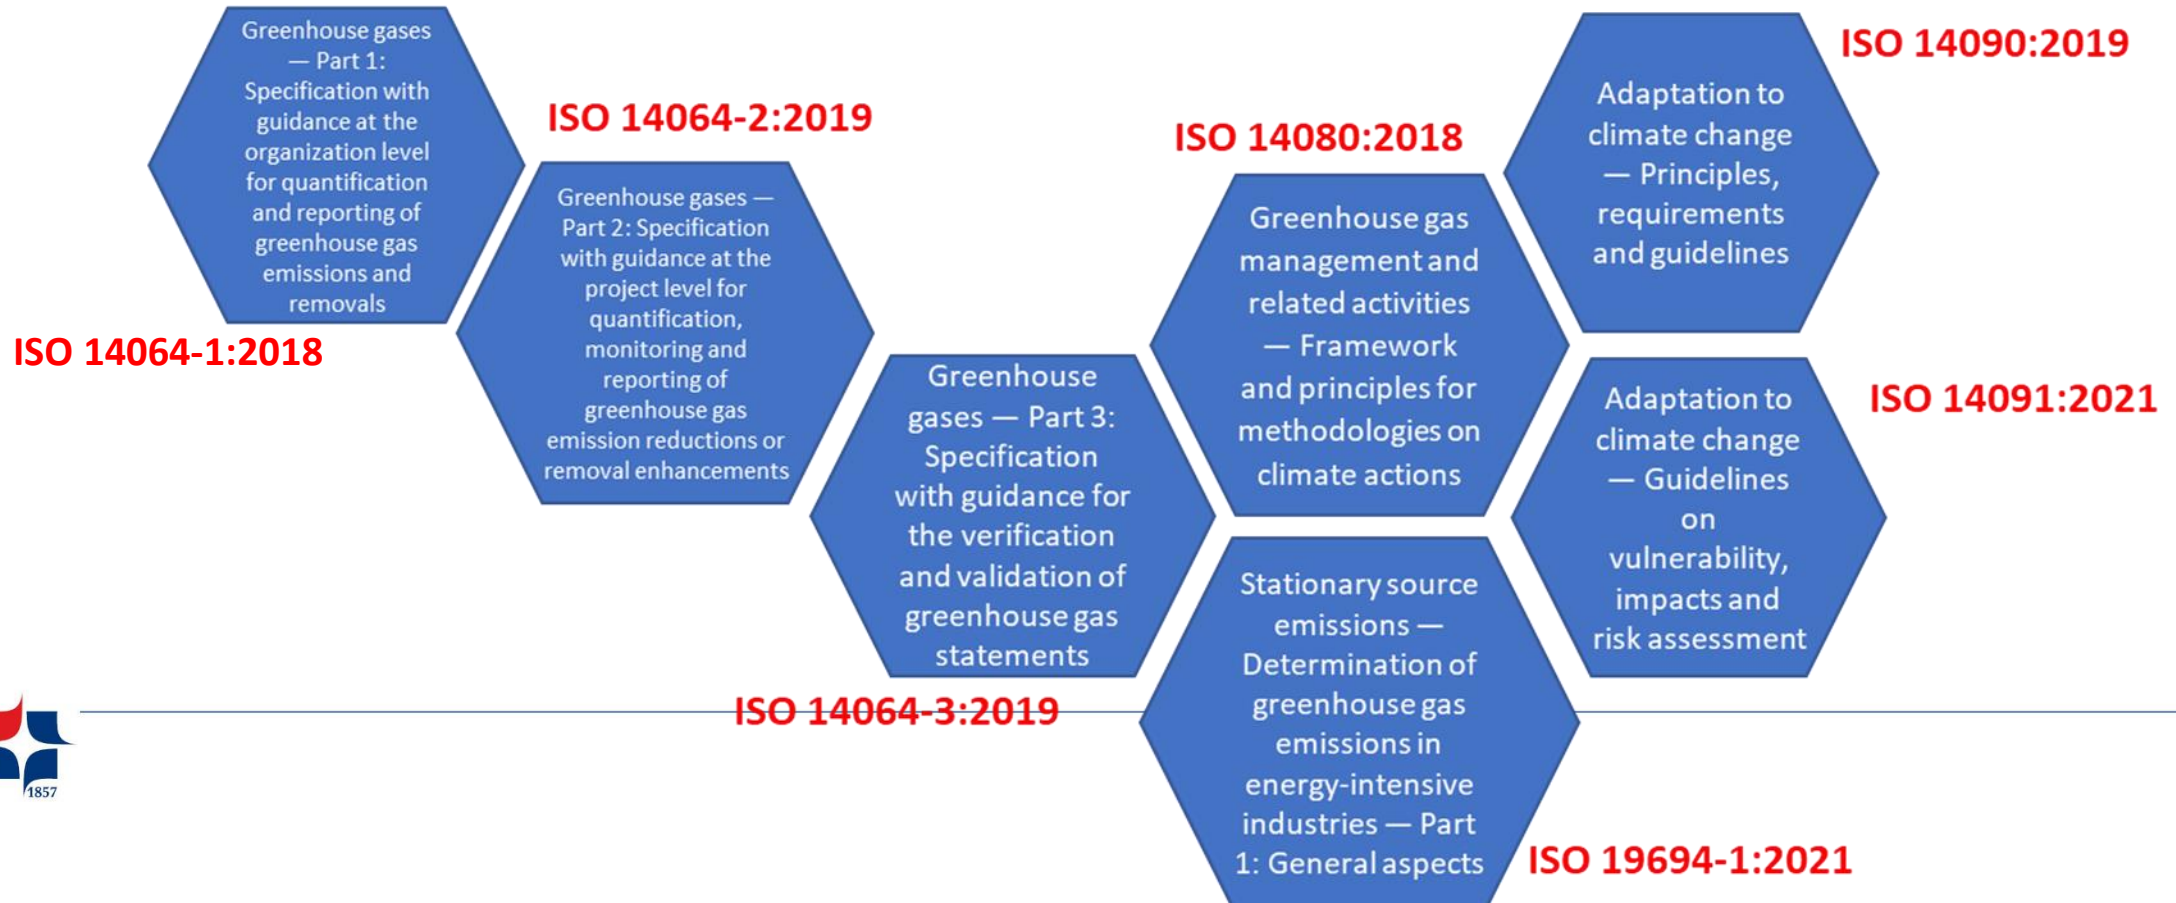 Greenhouse gases
— Part 1:
Specification with
guidance at the
organization level
for quantification
and reporting of
greenhouse gas
emissions and
removals
ISO 14064-1:2018
ISO 14064-2:2019
Greenhouse gases —
Part 2: Specification
with guidance at the
project level for
quantification,
monitoring and
reporting of
greenhouse gas
emission reductions or
removal enhancements
Greenhouse
gases — Part 3:
Specification
with guidance for
the verification
and validation of
greenhouse gas
statements
ISO 14064-3:2019
ISO 14080:2018
Greenhouse gas
management and
related activities
— Framework
and principles for
methodologies on
climate actions
Stationary source
emissions —
Determination of
greenhouse gas
emissions in
energy-intensive
industries — Part
1: General aspects
ISO 19694-1:2021
ISO 14090:2019
Adaptation to
climate change
— Principles,
requirements
and guidelines
Adaptation to
climate change
— Guidelines
on
vulnerability,
impacts and
risk assessment
ISO 14091:2021
1857